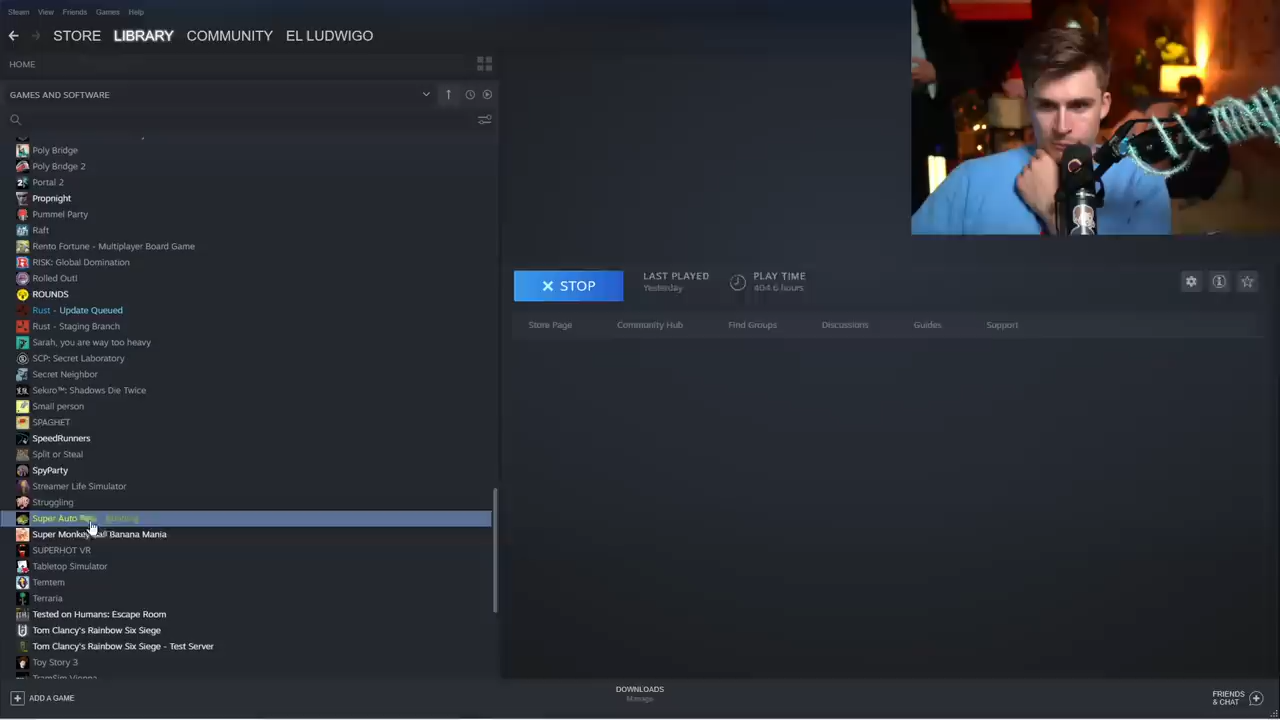 Steam View Friends Games Help
STORE LIBRARY COMMUNITY EL LUDWIGO
HOME
GAMES AND SOFTWARE
Poly Bridge
Poly Bridge 2
Portal 2
Propnight
Pummel Party
Raft
Rento Fortune - Multiplayer Board Game
RISK: Global Domination
Rolled Out!
ROUNDS
Rust - Update Queued
Rust - Staging Branch
Sarah, you are way too heavy
SCP: Secret Laboratory
Secret Neighbor
Sekiro™: Shadows Die Twice
Small person
SPAGHET
SpeedRunners
Split or Steal
SpyParty
Streamer Life Simulator
Struggling
Super Auto Running
Super Monkey Ball Banana Mania
SUPERHOT VR
Tabletop Simulator
Temtem
Terraria
Tested on Humans: Escape Room
Tom Clancy's Rainbow Six Siege
Tom Clancy's Rainbow Six Siege - Test Server
Toy Story 3
ADD A GAME
STOP
LAST PLAYED
Yesterday
PLAY TIME
404.6 hours
Store Page Community Hub Find Groups Discussions Guides Support
DOWNLOADS
Manage
FRIENDS
& CHAT